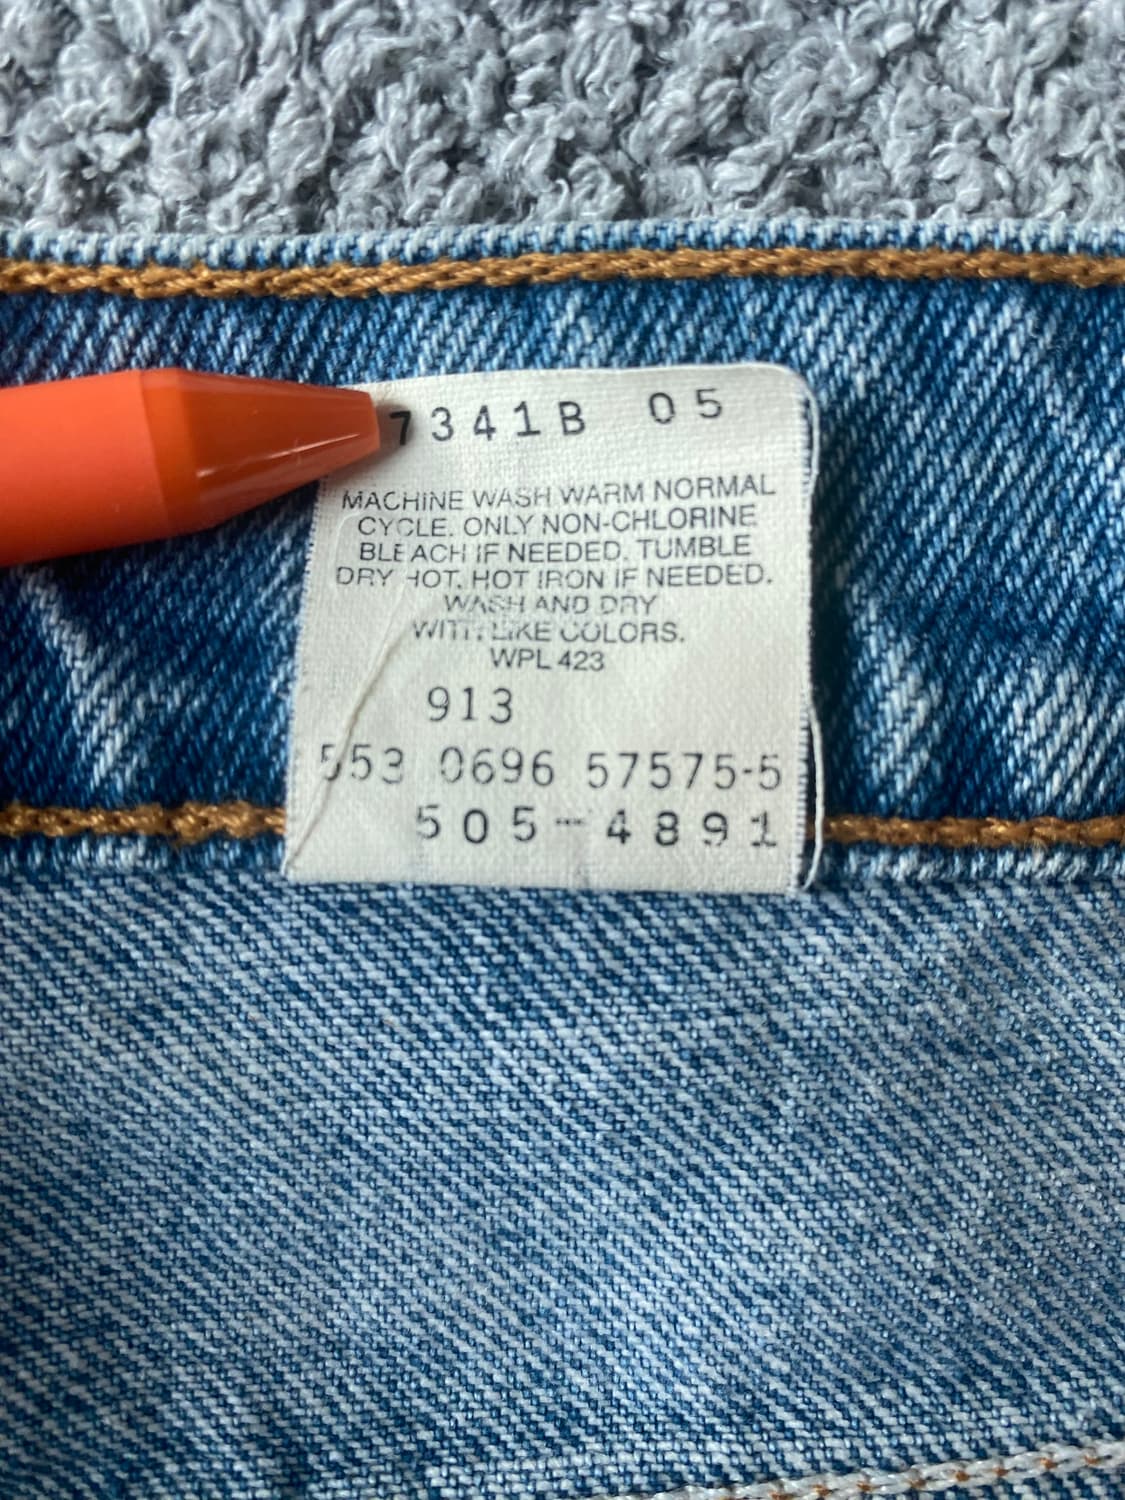 7341B 05
MACHINE WASH WARM NORMAL
CYCLE. ONLY NON-CHLORINE
BLEACH IF NEEDED. TUMBLE
DRY HOT. HOT IRON IF NEEDED.
WASH AND DRY
WITH LIKE COLORS.
WPL 423
913
553 0696 57575-5
505-4891